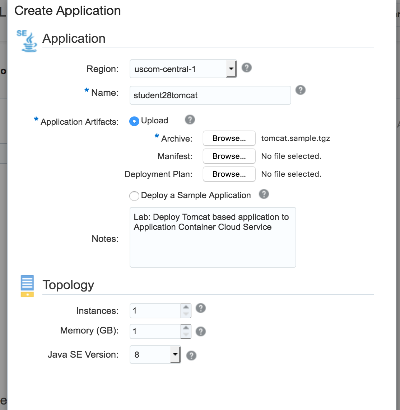 Create Application
SE
Application
Region: uscom-central-1 ?
* Name: student28tomcat ?
* Application Artifacts: Upload ?
* Archive: Browse... tomcat.sample.tgz
Manifest: Browse... No file selected.
Deployment Plan: Browse... No file selected.
Deploy a Sample Application ?
Lab: Deploy Tomcat based application to
Application Container Cloud Service
Notes:
Topology
Instances: 1 ?
Memory (GB): 1 ?
Java SE Version: 8 ?